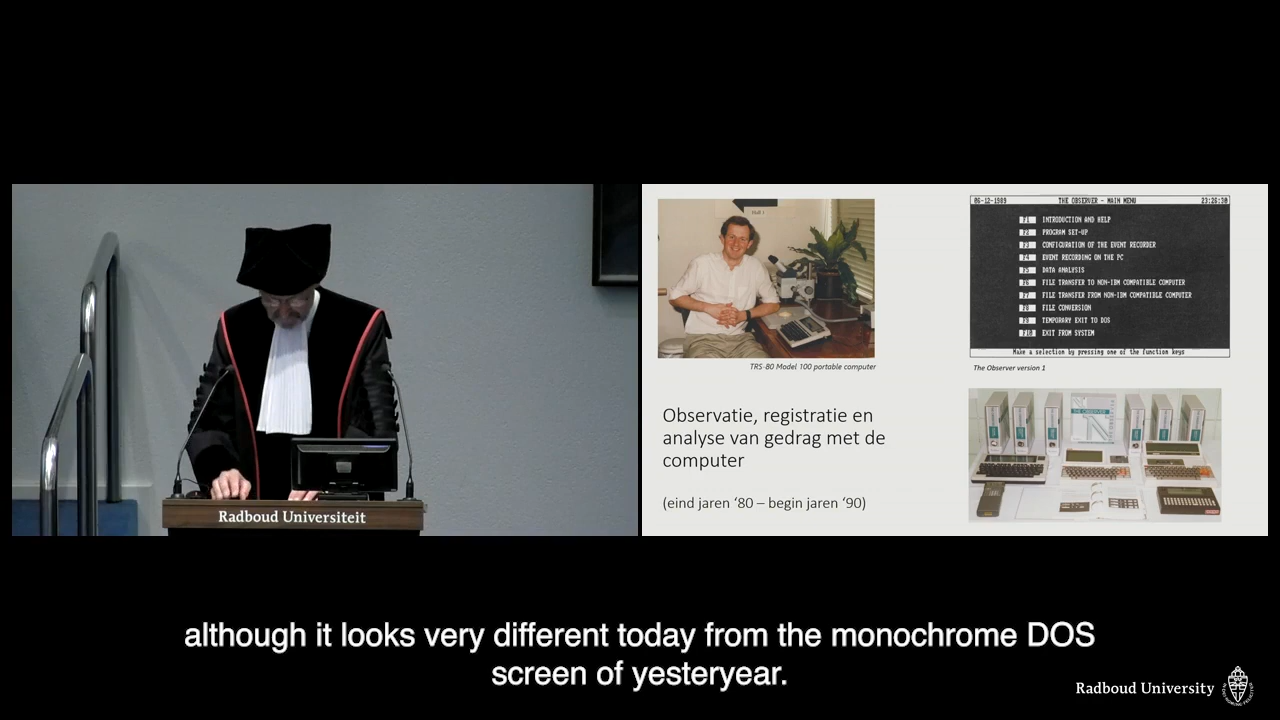 Radboud Universiteit
TRS-80 Model 100 portable computer
Observatie, registratie en
analyse van gedrag met de
computer
(eind jaren ‘80 – begin jaren ‘90)
06-12-1989 THE OBSERVER - MAIN MENU 23:26:30
F1 INTRODUCTION AND HELP
F2 PROGRAM SET-UP
F3 CONFIGURATION OF THE EVENT RECORDER
F4 EVENT RECORDING ON THE PC
F5 DATA ANALYSIS
F6 FILE TRANSFER TO NON-IBM COMPATIBLE COMPUTER
F7 FILE TRANSFER FROM NON-IBM COMPATIBLE COMPUTER
F8 FILE CONVERSION
F9 TEMPORARY EXIT TO DOS
F10 EXIT FROM SYSTEM
Make a selection by pressing one of the function keys
The Observer version 1
THE OBSERVER
although it looks very different today from the monochrome DOS
screen of yesteryear.
Radboud University